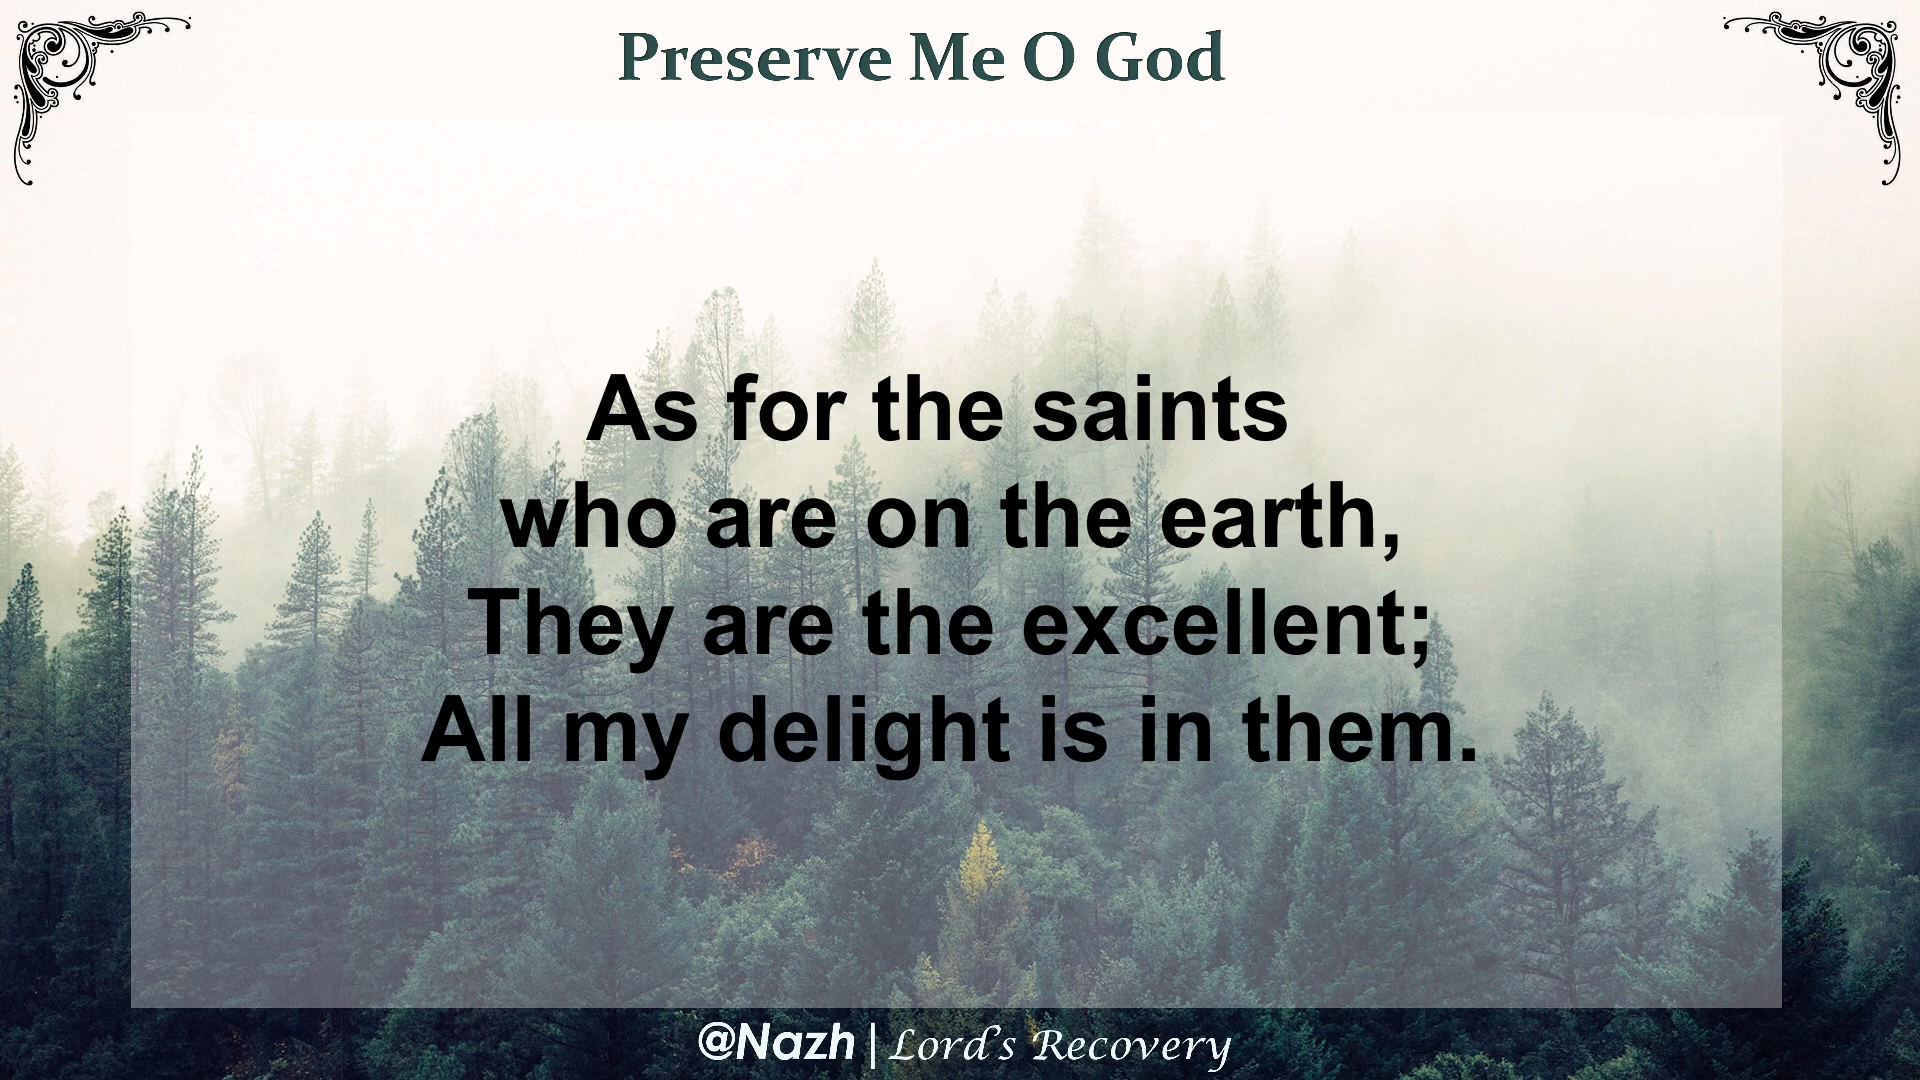 Preserve Me O God
As for the saints
who are on the earth,
They are the excellent;
All my delight is in them.
@Nazh | Lord's Recovery